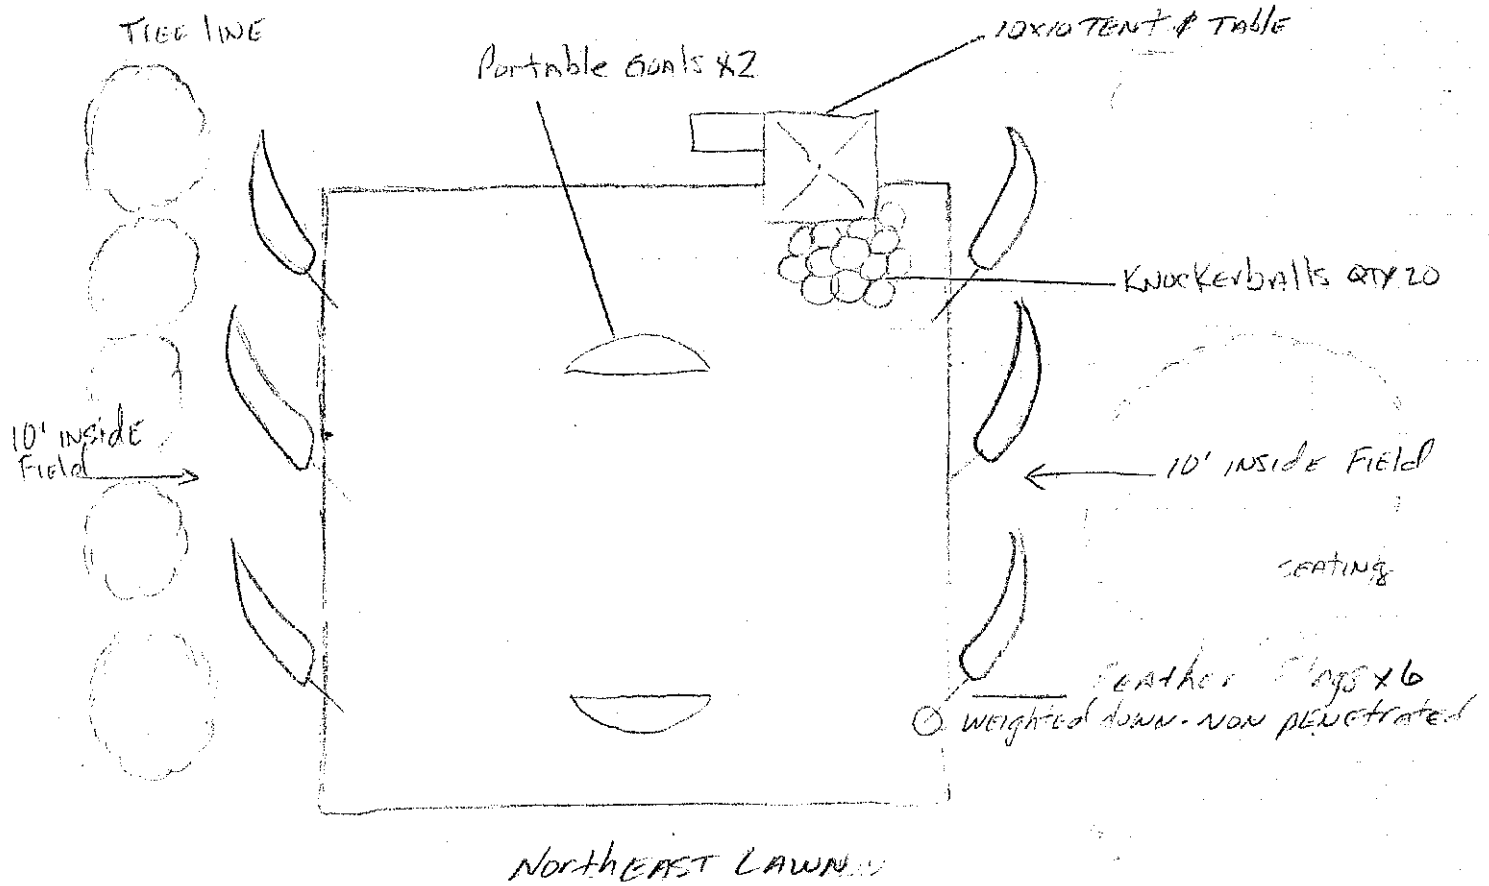 TREE LINE
10x10 TENT & TABLE
Portable Goals x2
KNOCKerballs QTY 20
10' INSIDE
Field
10' INSIDE Field
SEATING
FEAther Flags x6
WEIghted down - NON PENEtrated
NorthEAST LAWN